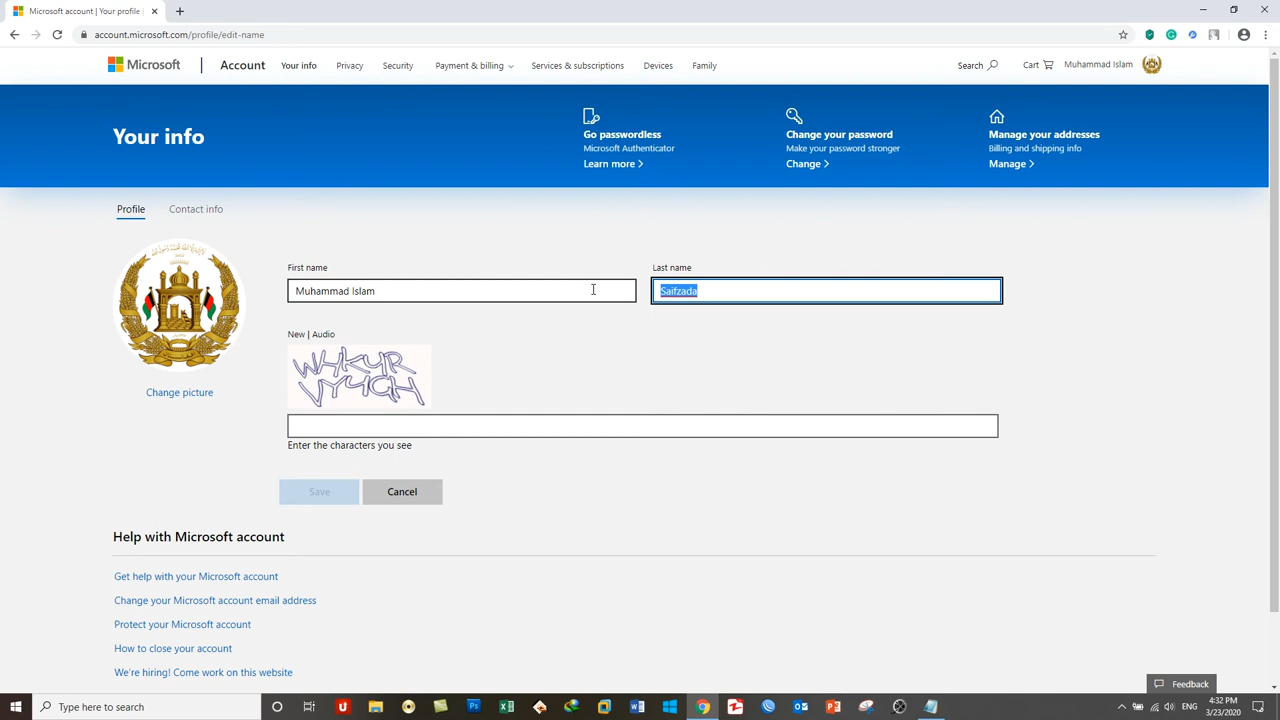 Microsoft account | Your profile
account.microsoft.com/profile/edit-name
Microsoft
Account
Your info
Privacy
Security
Payment & billing
Services & subscriptions
Devices
Family
Search
Cart
Muhammad Islam
Your info
Go passwordless
Microsoft Authenticator
Learn more >
Change your password
Make your password stronger
Change >
Manage your addresses
Billing and shipping info
Manage >
Profile
Contact info
Change picture
First name
Muhammad Islam
Last name
Saifzada
New | Audio
Enter the characters you see
Save
Cancel
Help with Microsoft account
Get help with your Microsoft account
Change your Microsoft account email address
Protect your Microsoft account
How to close your account
We're hiring! Come work on this website
Feedback
Type here to search
ENG
4:32 PM
3/23/2020